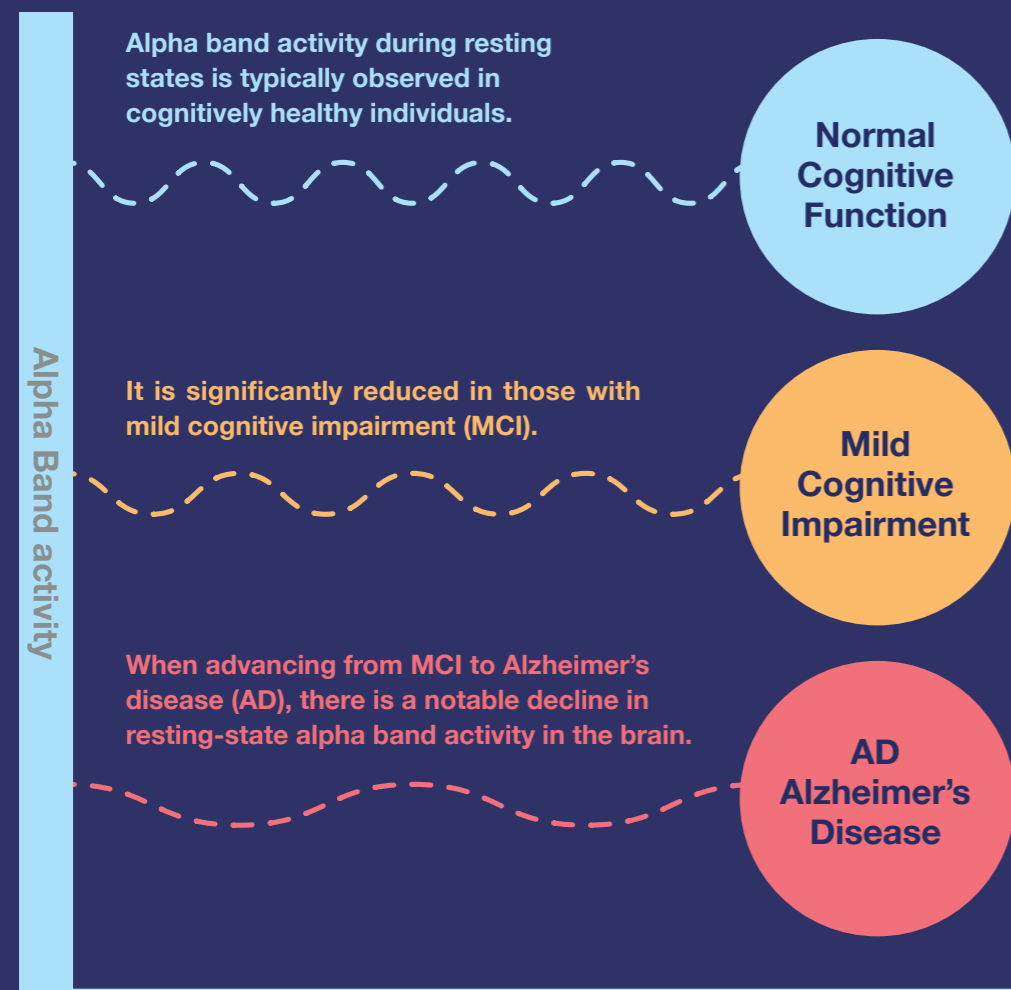 Alpha Band activity
Alpha band activity during resting
states is typically observed in
cognitively healthy individuals.
Normal
Cognitive
Function
It is significantly reduced in those with
mild cognitive impairment (MCI).
Mild
Cognitive
Impairment
When advancing from MCI to Alzheimer’s
disease (AD), there is a notable decline in
resting-state alpha band activity in the brain.
AD
Alzheimer’s
Disease